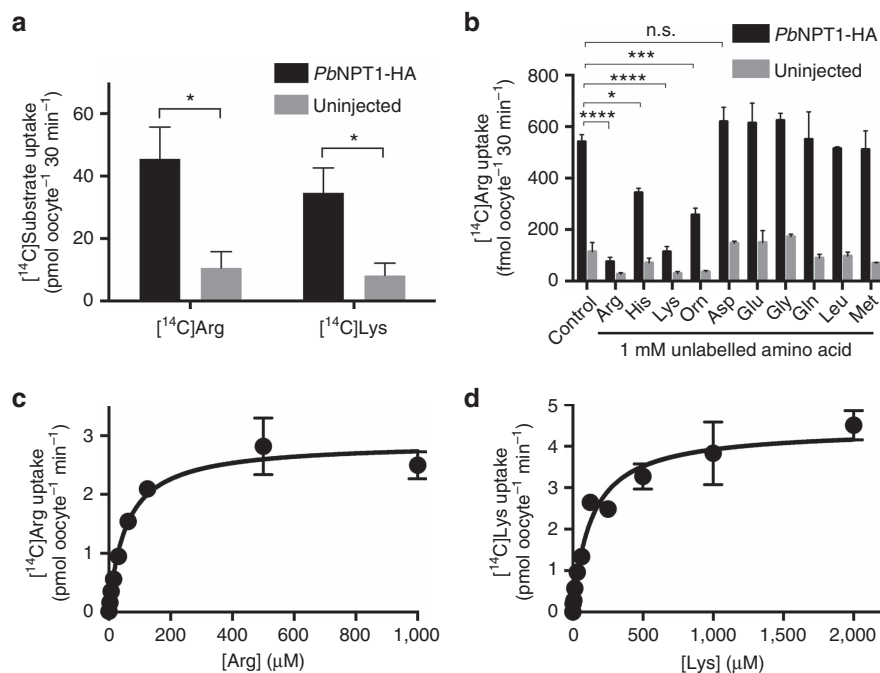 a
PbNPT1-HA
Uninjected
[¹⁴C]Substrate uptake
(pmol oocyte⁻¹ 30 min⁻¹)
60
40
20
0
*
*
[¹⁴C]Arg
[¹⁴C]Lys
b
PbNPT1-HA
Uninjected
n.s.
***
****
*
****
[¹⁴C]Arg uptake
(fmol oocyte⁻¹ 30 min⁻¹)
800
600
400
200
0
Control
Arg
His
Lys
Orn
Asp
Glu
Gly
Gln
Leu
Met
1 mM unlabelled amino acid
c
[¹⁴C]Arg uptake
(pmol oocyte⁻¹ min⁻¹)
3
2
1
0
0
200
400
600
800
1,000
[Arg] (μM)
d
[¹⁴C]Lys uptake
(pmol oocyte⁻¹ min⁻¹)
5
4
3
2
1
0
0
500
1,000
1,500
2,000
[Lys] (μM)